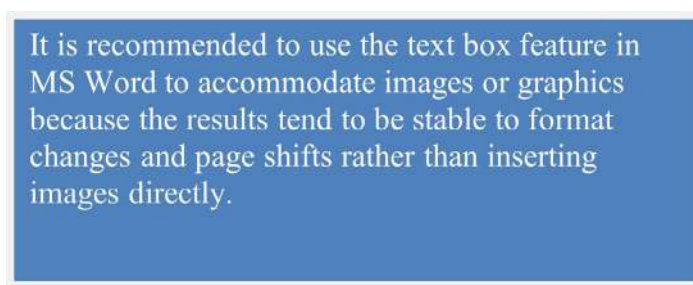 It is recommended to use the text box feature in
MS Word to accommodate images or graphics
because the results tend to be stable to format
changes and page shifts rather than inserting
images directly.